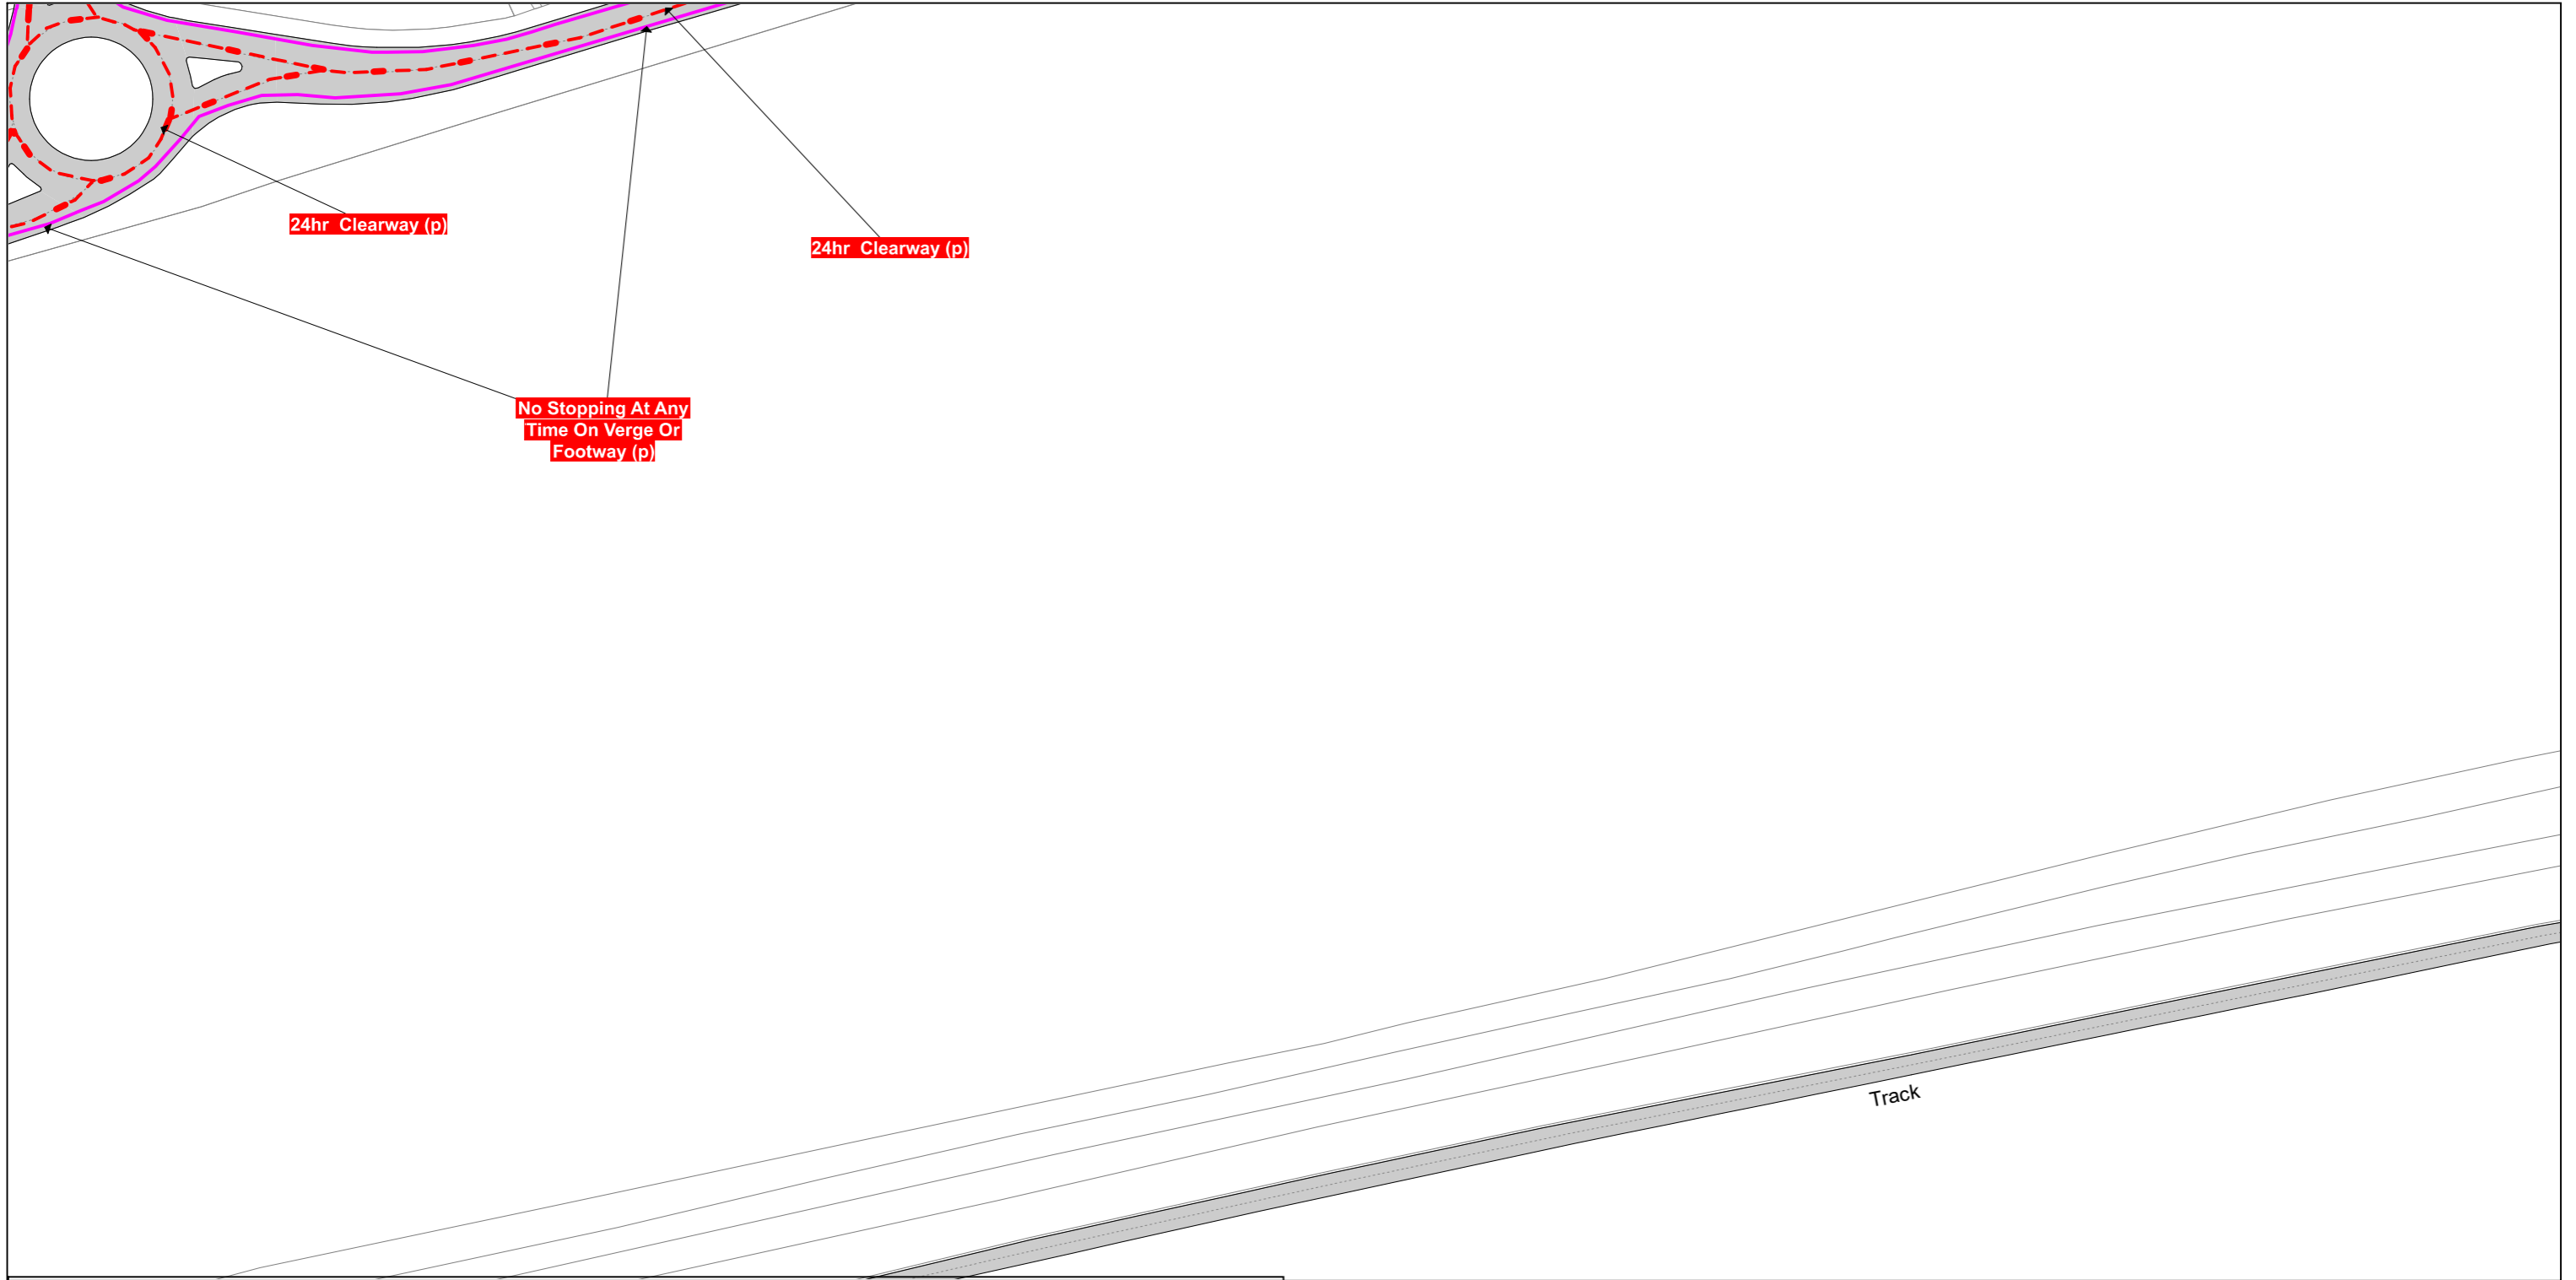 24hr  Clearway (p)
24hr  Clearway (p)
No Stopping At Any
Time On Verge Or
Footway (p)
Track